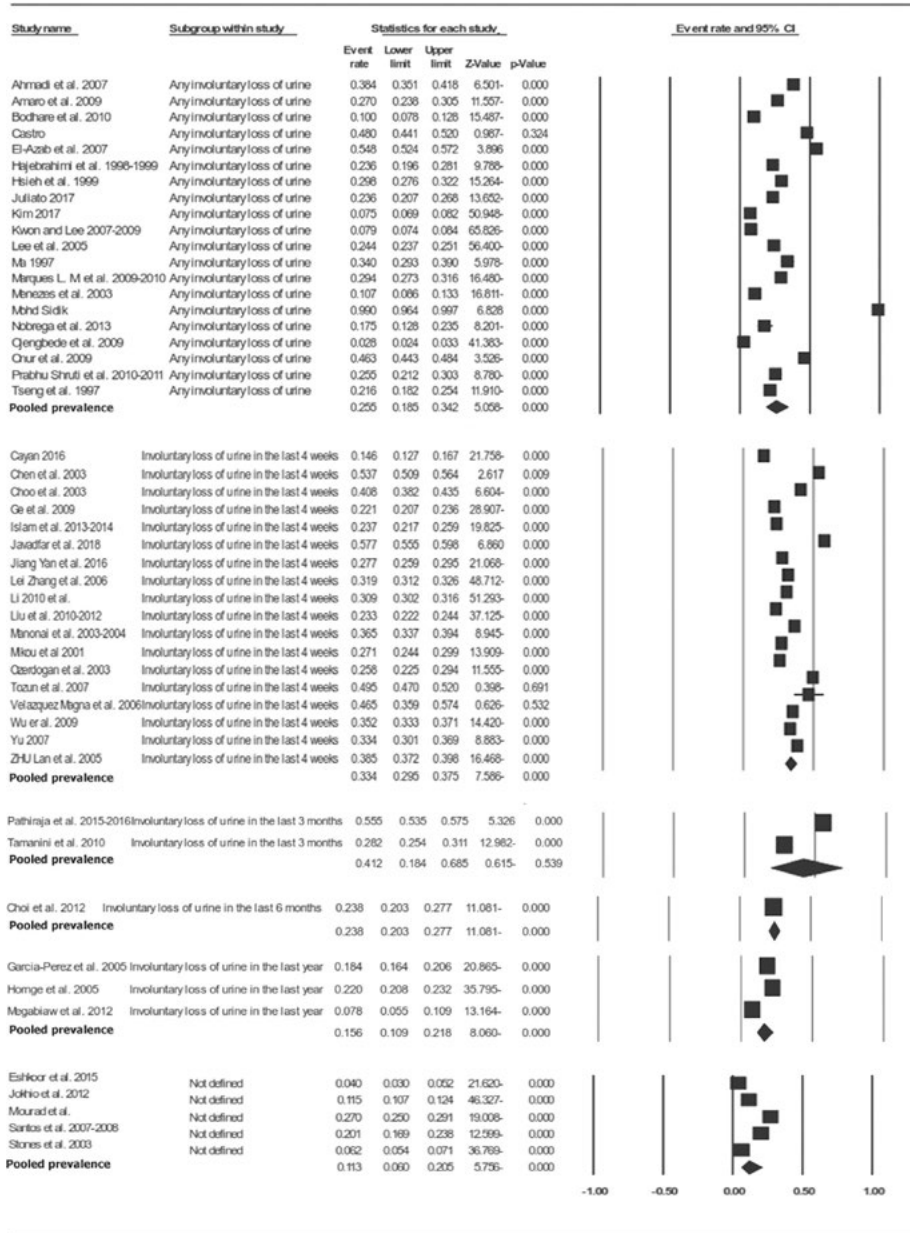 Study name Subgroup within study Statistics for each study Event rate and 95% CI
Event Lower Upper
rate limit limit Z-Value p-Value
Ahmadi et al. 2007 Any involuntary loss of urine 0.384 0.351 0.418 6.501- 0.000
Amaro et al. 2009 Any involuntary loss of urine 0.270 0.238 0.305 11.557- 0.000
Bodhare et al. 2010 Any involuntary loss of urine 0.100 0.078 0.128 15.487- 0.000
Castro Any involuntary loss of urine 0.480 0.441 0.520 0.987- 0.324
El-Azab et al. 2007 Any involuntary loss of urine 0.548 0.524 0.572 3.896 0.000
Hajebrahimi et al. 1998-1999 Any involuntary loss of urine 0.236 0.196 0.281 9.788- 0.000
Hsieh et al. 1999 Any involuntary loss of urine 0.298 0.276 0.322 15.264- 0.000
Juliato 2017 Any involuntary loss of urine 0.236 0.207 0.268 13.652- 0.000
Kim 2017 Any involuntary loss of urine 0.075 0.069 0.082 50.948- 0.000
Kwon and Lee 2007-2009 Any involuntary loss of urine 0.079 0.074 0.084 65.826- 0.000
Lee et al. 2005 Any involuntary loss of urine 0.244 0.237 0.251 56.400- 0.000
Ma 1997 Any involuntary loss of urine 0.340 0.293 0.390 5.978- 0.000
Marques L. M et al. 2009-2010 Any involuntary loss of urine 0.294 0.273 0.316 16.480- 0.000
Menezes et al. 2003 Any involuntary loss of urine 0.107 0.086 0.133 16.811- 0.000
Mohd Sidik Any involuntary loss of urine 0.990 0.964 0.997 6.828 0.000
Nobrega et al. 2013 Any involuntary loss of urine 0.175 0.128 0.235 8.201- 0.000
Ojengbede et al. 2009 Any involuntary loss of urine 0.028 0.024 0.033 41.383- 0.000
Onur et al. 2009 Any involuntary loss of urine 0.463 0.443 0.484 3.526- 0.000
Prabhu Shruti et al. 2010-2011 Any involuntary loss of urine 0.255 0.212 0.303 8.780- 0.000
Tseng et al. 1997 Any involuntary loss of urine 0.216 0.182 0.254 11.910- 0.000
Pooled prevalence 0.255 0.185 0.342 5.058- 0.000
Cayan 2016 Involuntary loss of urine in the last 4 weeks 0.146 0.127 0.167 21.758- 0.000
Chen et al. 2003 Involuntary loss of urine in the last 4 weeks 0.537 0.509 0.564 2.617 0.009
Choo et al. 2003 Involuntary loss of urine in the last 4 weeks 0.408 0.382 0.435 6.604- 0.000
Ge et al. 2009 Involuntary loss of urine in the last 4 weeks 0.221 0.207 0.236 28.907- 0.000
Islam et al. 2013-2014 Involuntary loss of urine in the last 4 weeks 0.237 0.217 0.259 19.825- 0.000
Javadfar et al. 2018 Involuntary loss of urine in the last 4 weeks 0.577 0.555 0.598 6.860 0.000
Jiang Yan et al. 2016 Involuntary loss of urine in the last 4 weeks 0.277 0.259 0.295 21.068- 0.000
Lei Zhang et al. 2006 Involuntary loss of urine in the last 4 weeks 0.319 0.312 0.326 48.712- 0.000
Li 2010 et al. Involuntary loss of urine in the last 4 weeks 0.309 0.302 0.316 51.293- 0.000
Liu et al. 2010-2012 Involuntary loss of urine in the last 4 weeks 0.233 0.222 0.244 37.125- 0.000
Manonai et al. 2003-2004 Involuntary loss of urine in the last 4 weeks 0.365 0.337 0.394 8.945- 0.000
Mikou et al 2001 Involuntary loss of urine in the last 4 weeks 0.271 0.244 0.299 13.909- 0.000
Ozerdogan et al. 2003 Involuntary loss of urine in the last 4 weeks 0.258 0.225 0.294 11.555- 0.000
Tozun et al. 2007 Involuntary loss of urine in the last 4 weeks 0.495 0.470 0.520 0.398- 0.691
Velazquez Magna et al. 2006 Involuntary loss of urine in the last 4 weeks 0.465 0.359 0.574 0.626- 0.532
Wu er al. 2009 Involuntary loss of urine in the last 4 weeks 0.352 0.333 0.371 14.420- 0.000
Yu 2007 Involuntary loss of urine in the last 4 weeks 0.334 0.301 0.369 8.883- 0.000
ZHU Lan et al. 2005 Involuntary loss of urine in the last 4 weeks 0.385 0.372 0.398 16.468- 0.000
Pooled prevalence 0.334 0.295 0.375 7.586- 0.000
Pathiraja et al. 2015-2016 Involuntary loss of urine in the last 3 months 0.555 0.535 0.575 5.326 0.000
Tamanini et al. 2010 Involuntary loss of urine in the last 3 months 0.282 0.254 0.311 12.982- 0.000
Pooled prevalence 0.412 0.184 0.685 0.615- 0.539
Choi et al. 2012 Involuntary loss of urine in the last 6 months 0.238 0.203 0.277 11.081- 0.000
Pooled prevalence 0.238 0.203 0.277 11.081- 0.000
Garcia-Perez et al. 2005 Involuntary loss of urine in the last year 0.184 0.164 0.206 20.865- 0.000
Hornge et al. 2005 Involuntary loss of urine in the last year 0.220 0.208 0.232 35.795- 0.000
Megabiaw et al. 2012 Involuntary loss of urine in the last year 0.078 0.055 0.109 13.164- 0.000
Pooled prevalence 0.156 0.109 0.218 8.060- 0.000
Eshkoor et al. 2015 Not defined 0.040 0.030 0.052 21.620- 0.000
Jokhio et al. 2012 Not defined 0.115 0.107 0.124 46.327- 0.000
Mourad et al. Not defined 0.270 0.250 0.291 19.008- 0.000
Santos et al. 2007-2008 Not defined 0.201 0.169 0.238 12.599- 0.000
Stones et al. 2003 Not defined 0.062 0.054 0.071 36.769- 0.000
Pooled prevalence 0.113 0.060 0.205 5.756- 0.000
-1.00 -0.50 0.00 0.50 1.00